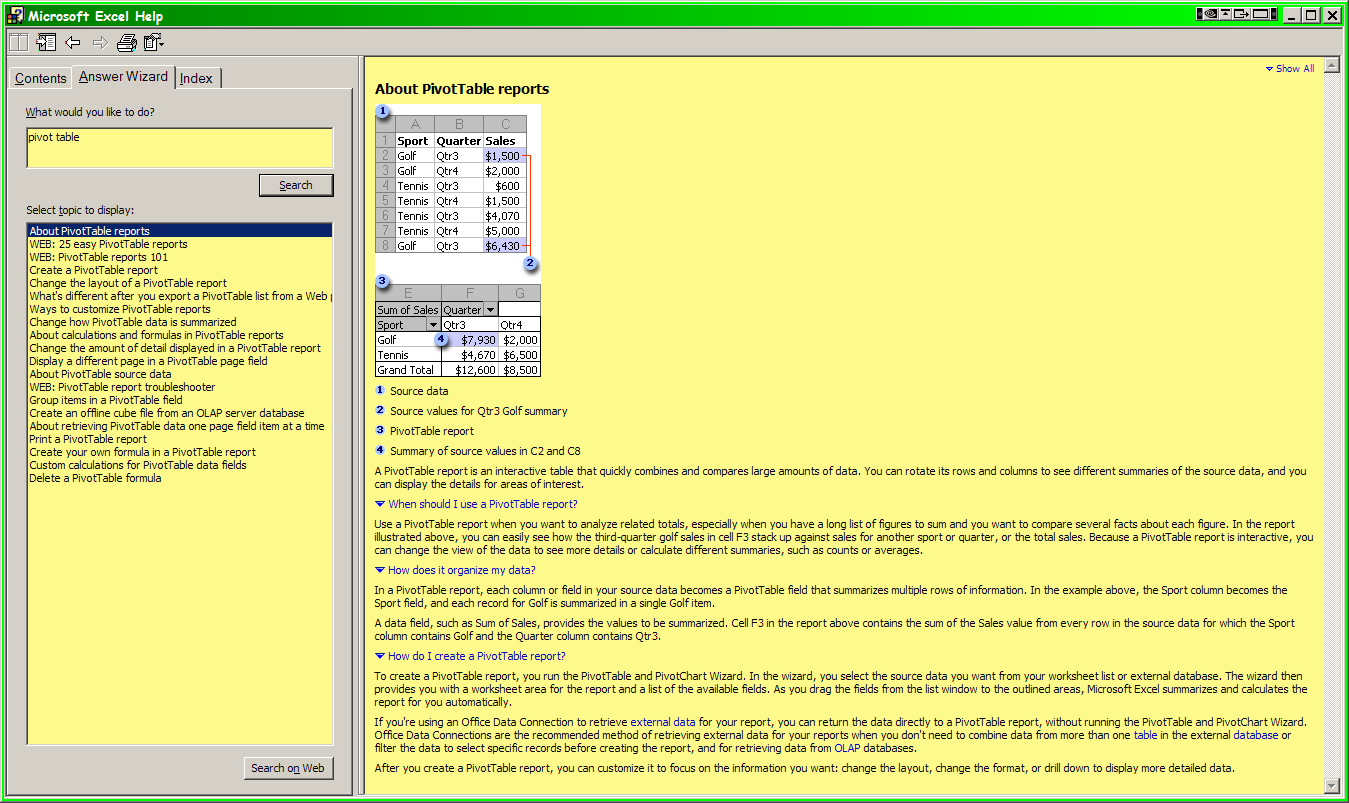 Microsoft Excel Help
Contents Answer Wizard Index
What would you like to do?
pivot table
Search
Select topic to display:
About PivotTable reports
WEB: 25 easy PivotTable reports
WEB: PivotTable reports 101
Create a PivotTable report
Change the layout of a PivotTable report
What's different after you export a PivotTable list from a Web
Ways to customize PivotTable reports
Change how PivotTable data is summarized
About calculations and formulas in PivotTable reports
Change the amount of detail displayed in a PivotTable report
Display a different page in a PivotTable page field
About PivotTable source data
WEB: PivotTable report troubleshooter
Group items in a PivotTable field
Create an offline cube file from an OLAP server database
About retrieving PivotTable data one page field item at a time
Print a PivotTable report
Create your own formula in a PivotTable report
Custom calculations for PivotTable data fields
Delete a PivotTable formula
Search on Web
Show All
About PivotTable reports
1
A B C
1 Sport Quarter Sales
2 Golf Qtr3 $1,500
3 Golf Qtr4 $2,000
4 Tennis Qtr3 $600
5 Tennis Qtr4 $1,500
6 Tennis Qtr3 $4,070
7 Tennis Qtr4 $5,000
8 Golf Qtr3 $6,430
2
3
E F G
Sum of Sales Quarter
Sport Qtr3 Qtr4
Golf 4 $7,930 $2,000
Tennis $4,670 $6,500
Grand Total $12,600 $8,500
1 Source data
2 Source values for Qtr3 Golf summary
3 PivotTable report
4 Summary of source values in C2 and C8
A PivotTable report is an interactive table that quickly combines and compares large amounts of data. You can rotate its rows and columns to see different summaries of the source data, and you
can display the details for areas of interest.
When should I use a PivotTable report?
Use a PivotTable report when you want to analyze related totals, especially when you have a long list of figures to sum and you want to compare several facts about each figure. In the report
illustrated above, you can easily see how the third-quarter golf sales in cell F3 stack up against sales for another sport or quarter, or the total sales. Because a PivotTable report is interactive, you
can change the view of the data to see more details or calculate different summaries, such as counts or averages.
How does it organize my data?
In a PivotTable report, each column or field in your source data becomes a PivotTable field that summarizes multiple rows of information. In the example above, the Sport column becomes the
Sport field, and each record for Golf is summarized in a single Golf item.
A data field, such as Sum of Sales, provides the values to be summarized. Cell F3 in the report above contains the sum of the Sales value from every row in the source data for which the Sport
column contains Golf and the Quarter column contains Qtr3.
How do I create a PivotTable report?
To create a PivotTable report, you run the PivotTable and PivotChart Wizard. In the wizard, you select the source data you want from your worksheet list or external database. The wizard then
provides you with a worksheet area for the report and a list of the available fields. As you drag the fields from the list window to the outlined areas, Microsoft Excel summarizes and calculates the
report for you automatically.
If you're using an Office Data Connection to retrieve external data for your report, you can return the data directly to a PivotTable report, without running the PivotTable and PivotChart Wizard.
Office Data Connections are the recommended method of retrieving external data for your reports when you don't need to combine data from more than one table in the external database or
filter the data to select specific records before creating the report, and for retrieving data from OLAP databases.
After you create a PivotTable report, you can customize it to focus on the information you want: change the layout, change the format, or drill down to display more detailed data.